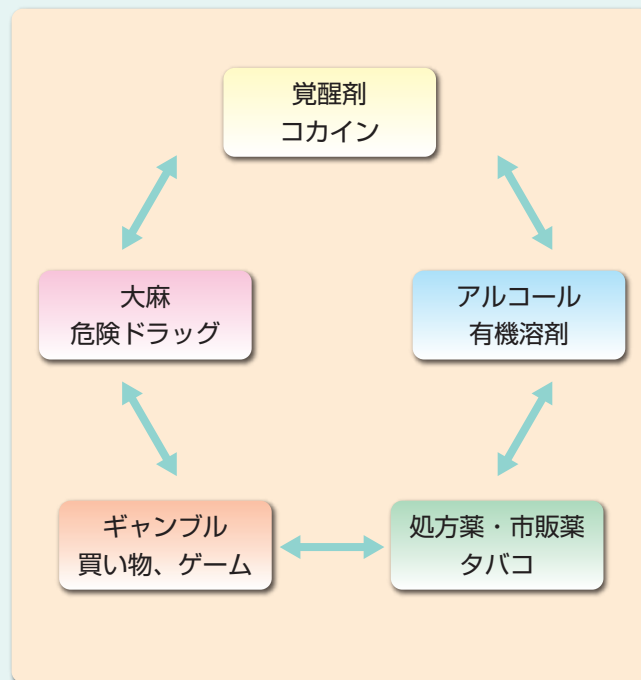 覚醒剤
コカイン
大麻
危険ドラッグ
アルコール
有機溶剤
ギャンブル
買い物、ゲーム
処方薬・市販薬
タバコ